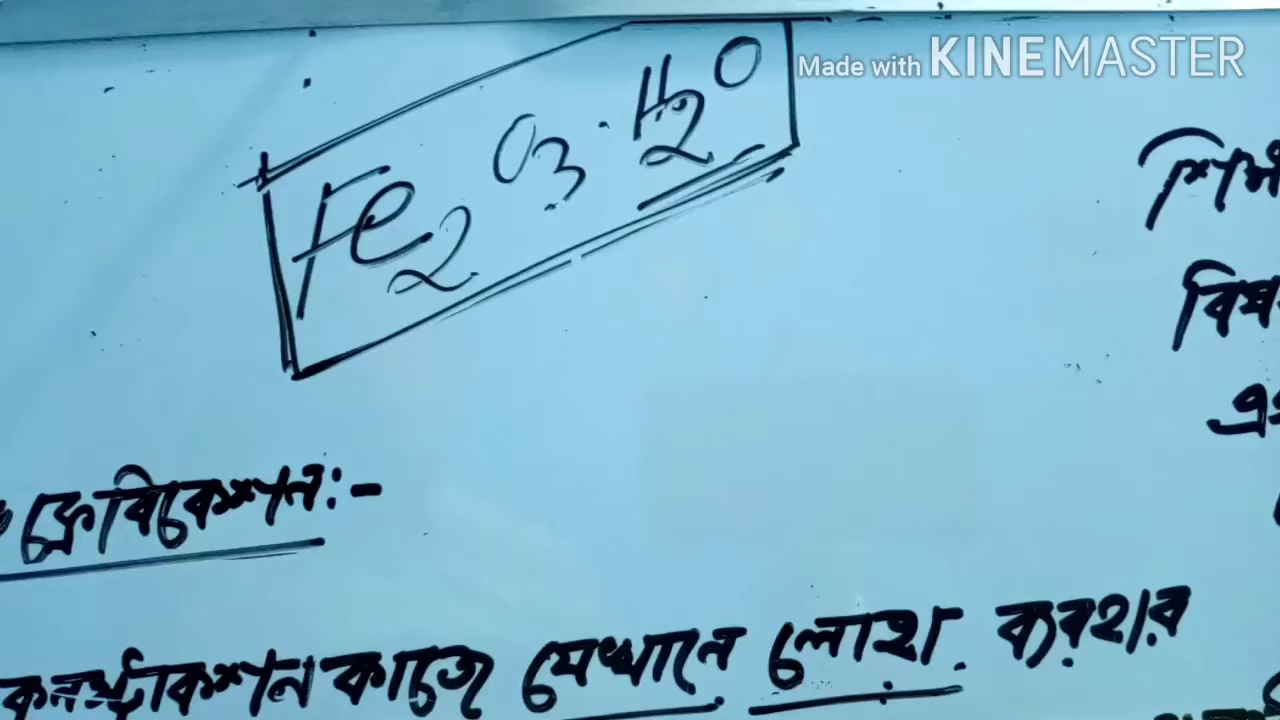 Made with KINEMASTER
Fe₂O₃·H₂O
ফ্রেবিকেশন:-
কনস্ট্রাকশন কাজে যেখানে লোহা ব্যবহার